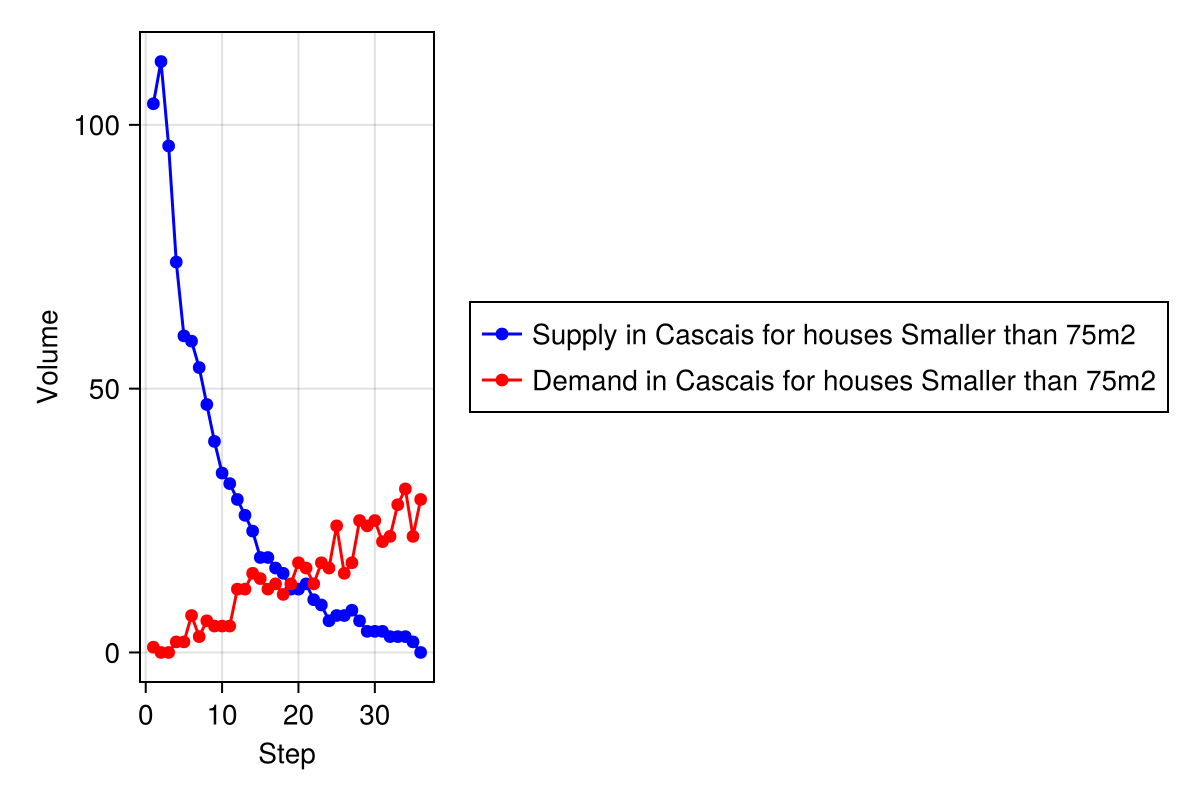 100
50
0
Volume
0 10 20 30
Step
Supply in Cascais for houses Smaller than 75m2
Demand in Cascais for houses Smaller than 75m2